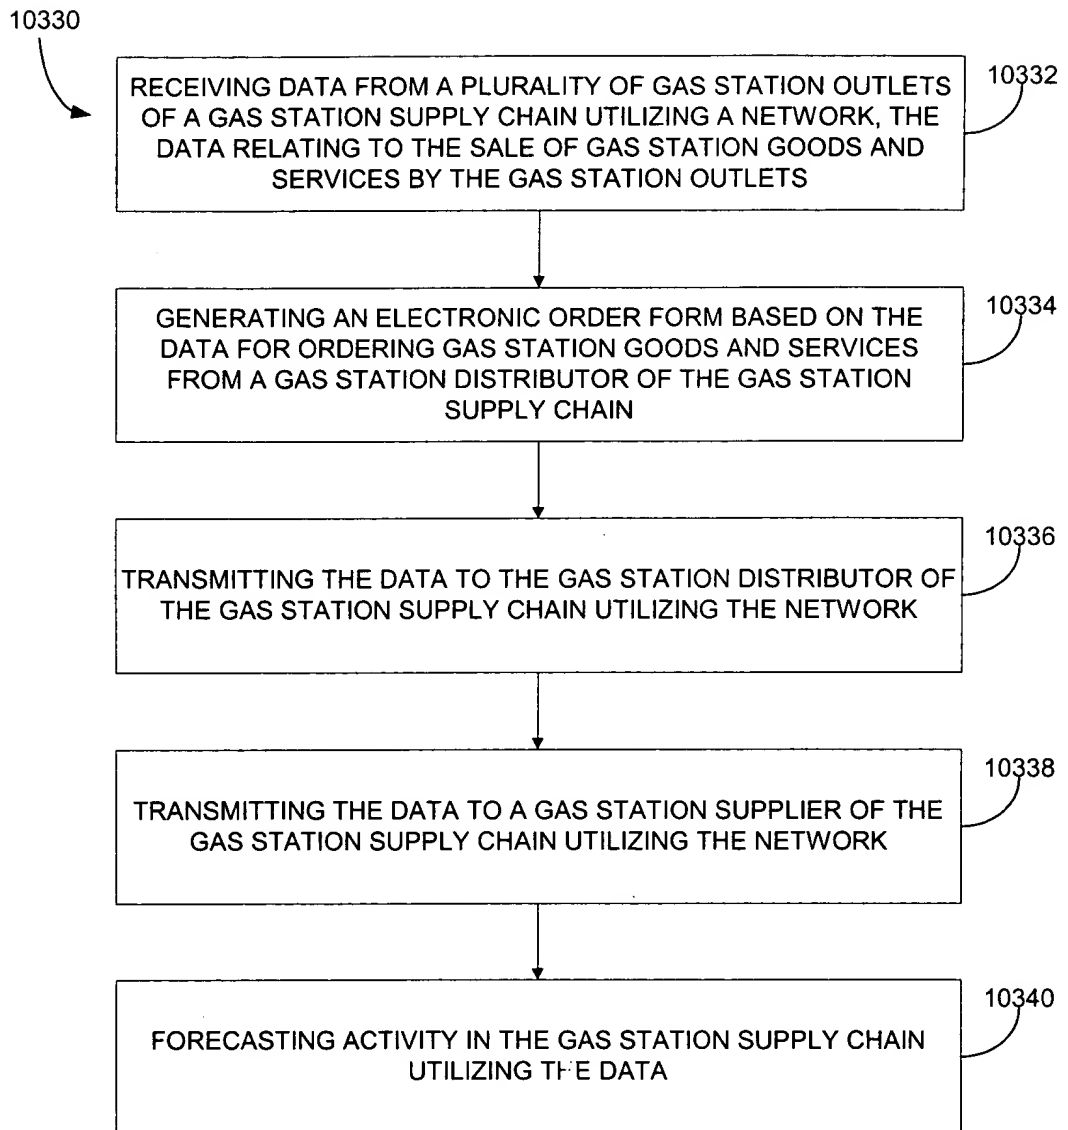 10330
10332
RECEIVING DATA FROM A PLURALITY OF GAS STATION OUTLETS
OF A GAS STATION SUPPLY CHAIN UTILIZING A NETWORK, THE
DATA RELATING TO THE SALE OF GAS STATION GOODS AND
SERVICES BY THE GAS STATION OUTLETS
10334
GENERATING AN ELECTRONIC ORDER FORM BASED ON THE
DATA FOR ORDERING GAS STATION GOODS AND SERVICES
FROM A GAS STATION DISTRIBUTOR OF THE GAS STATION
SUPPLY CHAIN
10336
TRANSMITTING THE DATA TO THE GAS STATION DISTRIBUTOR OF
THE GAS STATION SUPPLY CHAIN UTILIZING THE NETWORK
10338
TRANSMITTING THE DATA TO A GAS STATION SUPPLIER OF THE
GAS STATION SUPPLY CHAIN UTILIZING THE NETWORK
10340
FORECASTING ACTIVITY IN THE GAS STATION SUPPLY CHAIN
UTILIZING THE DATA